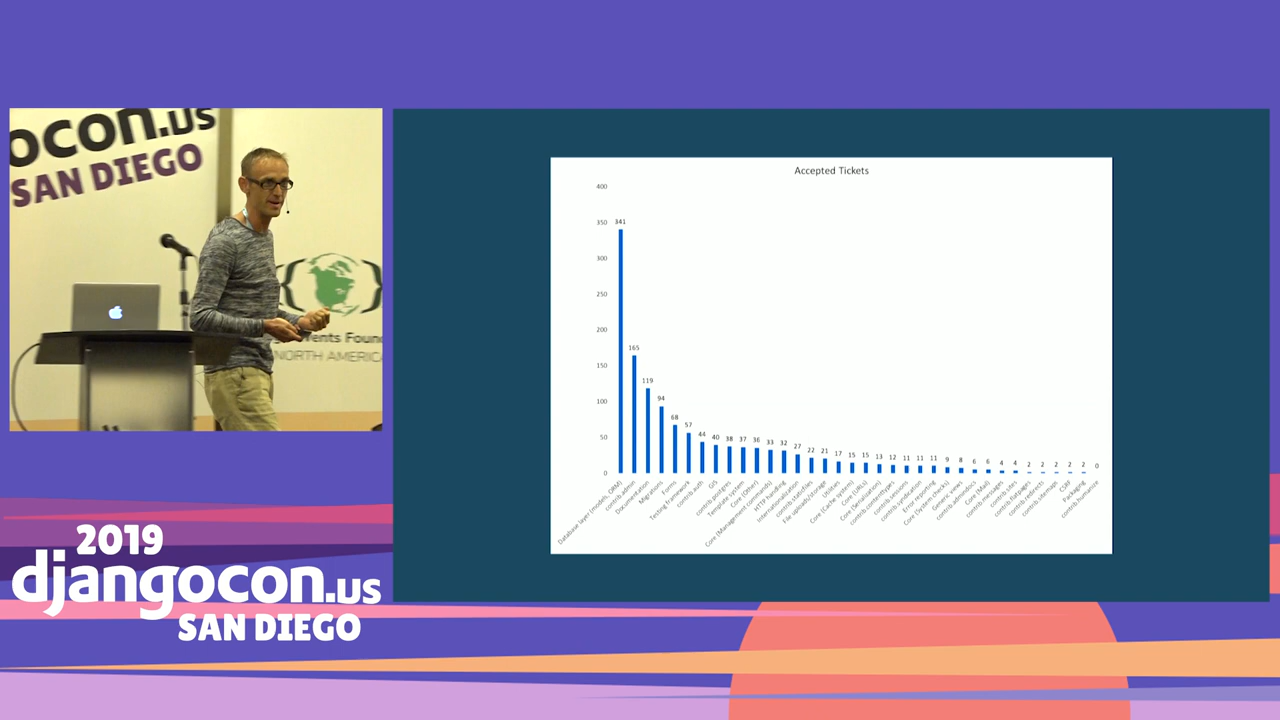 ocon.us
SAN DIEGO
ents Foun
NORTH AMERICA
2019
djangocon.us
SAN DIEGO
Accepted Tickets
400
350
300
250
200
150
100
50
0
341
165
119
94
68
57
44
40
38
37
36
33
32
27
22
21
17
15
15
13
12
11
11
11
9
8
6
6
4
4
2
2
2
2
2
0
Database layer (models, ORM)
contrib.admin
Documentation
Migrations
Forms
Testing framework
contrib.auth
GIS
contrib.postgres
Template system
Core (Other)
Core (Management commands)
HTTP handling
Internationalization
contrib.staticfiles
File uploads/storage
Utilities
Core (Cache system)
Core (URLs)
Core (Serialization)
contrib.contenttypes
contrib.sessions
contrib.syndication
Error reporting
Core (System checks)
Generic views
contrib.admindocs
Core (Mail)
contrib.messages
contrib.sites
contrib.flatpages
contrib.redirects
contrib.sitemaps
CSRF
Packaging
contrib.humanize